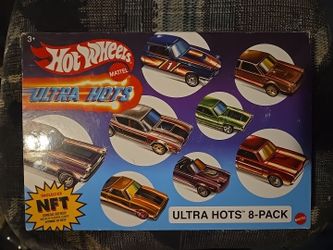 3+
Hot Wheels
MATTEL
ULTRA HOTS
NFT
ULTRA HOTS 8-PACK